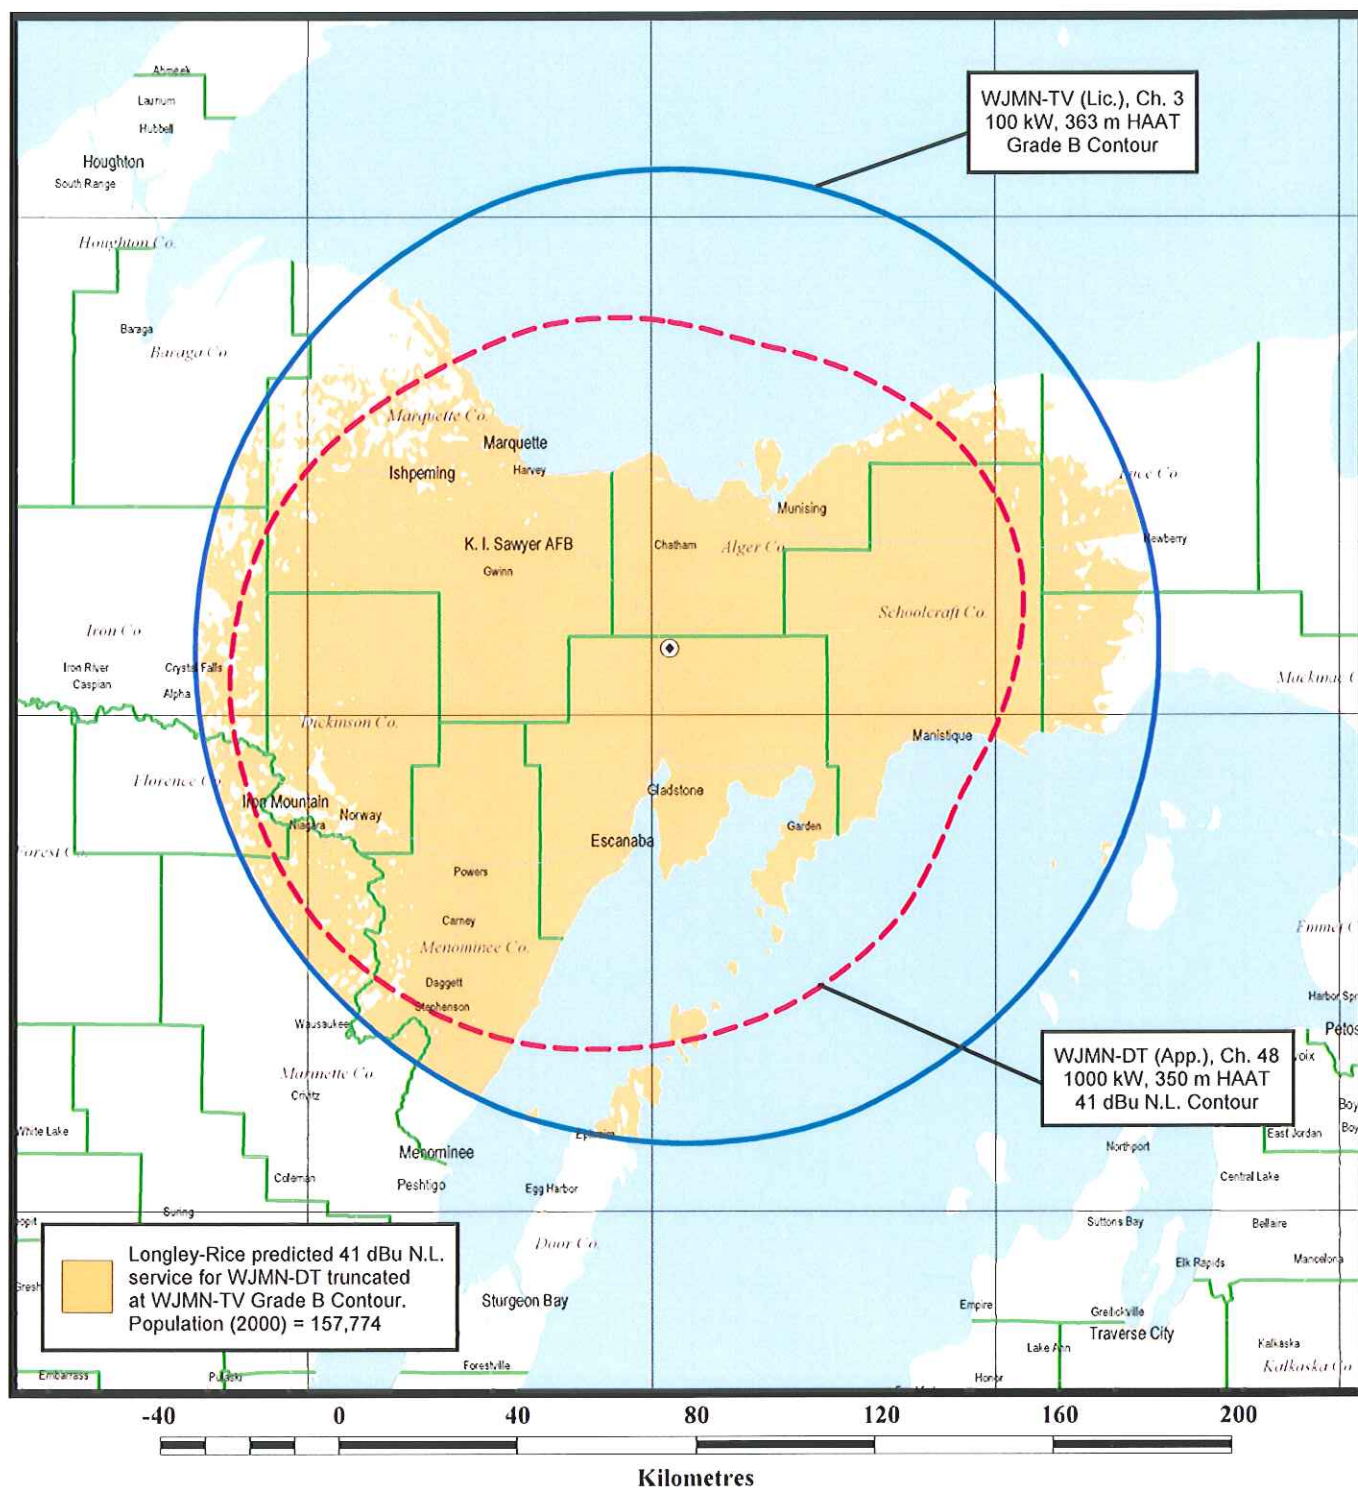 Ahmeek
Laurium
Hubbell
Houghton
South Range
Houghton Co.
WJMN-TV (Lic.), Ch. 3
100 kW, 363 m HAAT
Grade B Contour
Baraga
Baraga Co.
Marquette Co.
Marquette
Ishpeming
Harvey
Munising
K. I. Sawyer AFB
Chatham
Alger Co.
Newberry
Gwinn
Schoolcraft Co.
Iron Co.
Iron River
Caspian
Crystal Falls
Alpha
Dickinson Co.
Manistique
Florence Co.
Gladstone
Iron Mountain
Niagara
Norway
Garden
Escanaba
Forest Co.
Powers
Carney
Menominee Co.
Daggett
Stephenson
Wausaukee
Harbor Spr
Petos
WJMN-DT (App.), Ch. 48
1000 kW, 350 m HAAT
41 dBu N.L. Contour
voix
Marinette Co.
Crivitz
White Lake
Ephraim
Boy
Boy
East Jordan
Menominee
Northport
Coleman
Peshtigo
Egg Harbor
Central Lake
Suring
Suttons Bay
Bellaire
Door Co.
Elk Rapids
Mancelona
Longley-Rice predicted 41 dBu N.L.
service for WJMN-DT truncated
at WJMN-TV Grade B Contour.
Population (2000) = 157,774
Gresh
Sturgeon Bay
Empire
Greilickville
Traverse City
Lake Ann
Kalkaska
Kalkaska Co
Forestville
Embarrass
Pulaski
Honor
-40 0 40 80 120 160 200
Kilometres